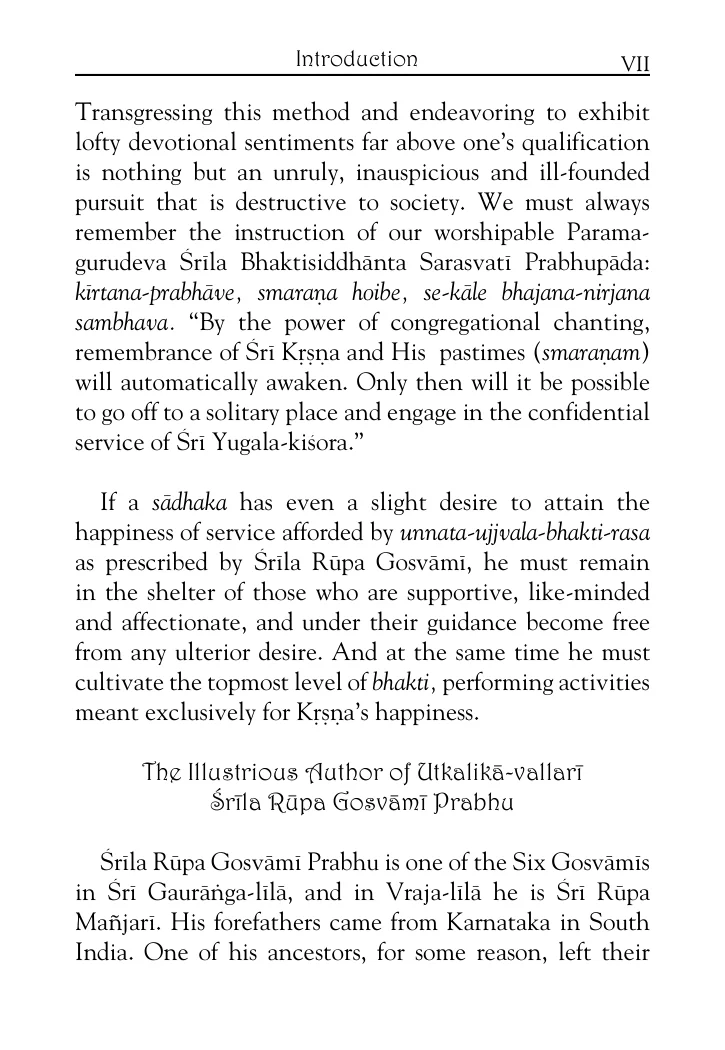 Introduction VII
Transgressing this method and endeavoring to exhibit
lofty devotional sentiments far above one's qualification
is nothing but an unruly, inauspicious and ill-founded
pursuit that is destructive to society. We must always
remember the instruction of our worshipable Parama-
gurudeva Śrīla Bhaktisiddhānta Sarasvatī Prabhupāda:
kīrtana-prabhāve, smaraṇa hoibe, se-kāle bhajana-nirjana
sambhava. “By the power of congregational chanting,
remembrance of Śrī Kṛṣṇa and His pastimes (smaraṇam)
will automatically awaken. Only then will it be possible
to go off to a solitary place and engage in the confidential
service of Śrī Yugala-kiśora.”
If a sādhaka has even a slight desire to attain the
happiness of service afforded by unnata-ujjvala-bhakti-rasa
as prescribed by Śrīla Rūpa Gosvāmī, he must remain
in the shelter of those who are supportive, like-minded
and affectionate, and under their guidance become free
from any ulterior desire. And at the same time he must
cultivate the topmost level of bhakti, performing activities
meant exclusively for Kṛṣṇa’s happiness.
The Illustrious Author of Utkalikā-vallarī
Śrīla Rūpa Gosvāmī Prabhu
Śrīla Rūpa Gosvāmī Prabhu is one of the Six Gosvāmīs
in Śrī Gaurāṅga-līlā, and in Vraja-līlā he is Śrī Rūpa
Mañjarī. His forefathers came from Karnataka in South
India. One of his ancestors, for some reason, left their